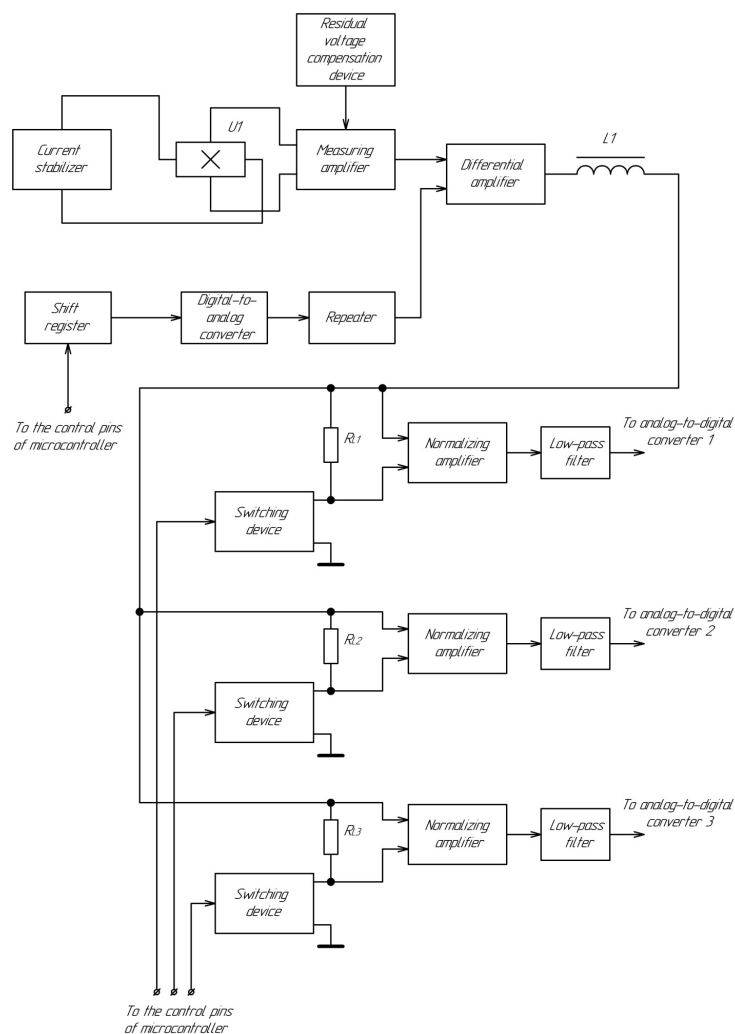 Residual
voltage
compensation
device
U1
L1
Current
stabilizer
Measuring
amplifier
Differential
amplifier
Shift
register
Digital-to-
analog
converter
Repeater
To the control pins
of microcontroller
RL1
Normalizing
amplifier
Low-pass
filter
To analog-to-digital
converter 1
Switching
device
RL2
Normalizing
amplifier
Low-pass
filter
To analog-to-digital
converter 2
Switching
device
RL3
Normalizing
amplifier
Low-pass
filter
To analog-to-digital
converter 3
Switching
device
To the control pins
of microcontroller